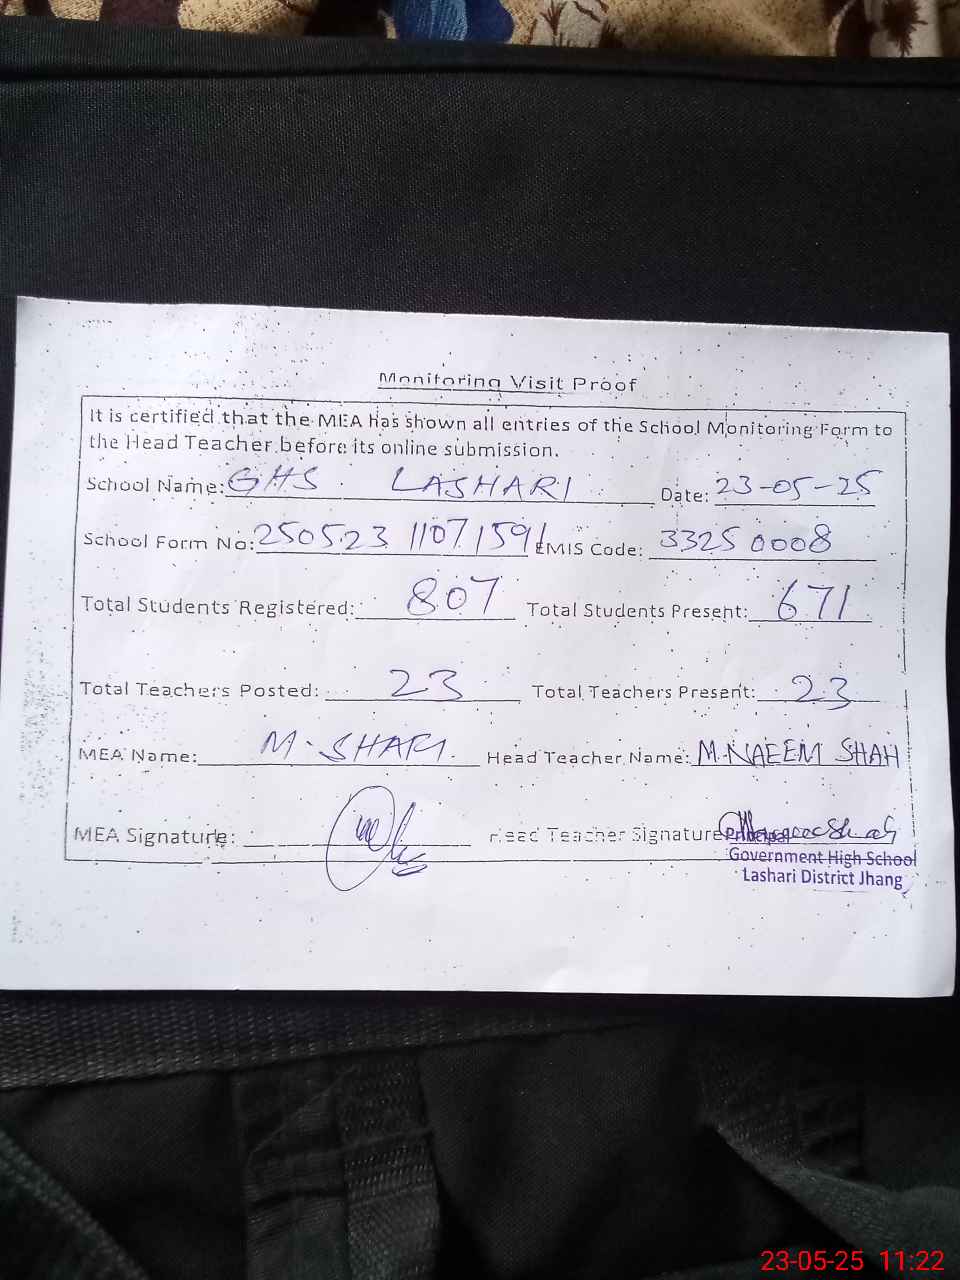 Monitoring Visit Proof
It is certified that the MEA has shown all entries of the School Monitoring Form to
the Head Teacher before its online submission.
School Name: GHS LASHARI Date: 23-05-25
School Form No: 250523 11071591 EMIS Code: 33250008
Total Students Registered: 807 Total Students Present: 671
Total Teachers Posted: 23 Total Teachers Present: 23
MEA Name: M. Head Teacher Name: M.NAEEM SHAH
MEA Signature: Head Teacher Signature
Principal
Government High School
Lashari District Jhang
23-05-25 11:22